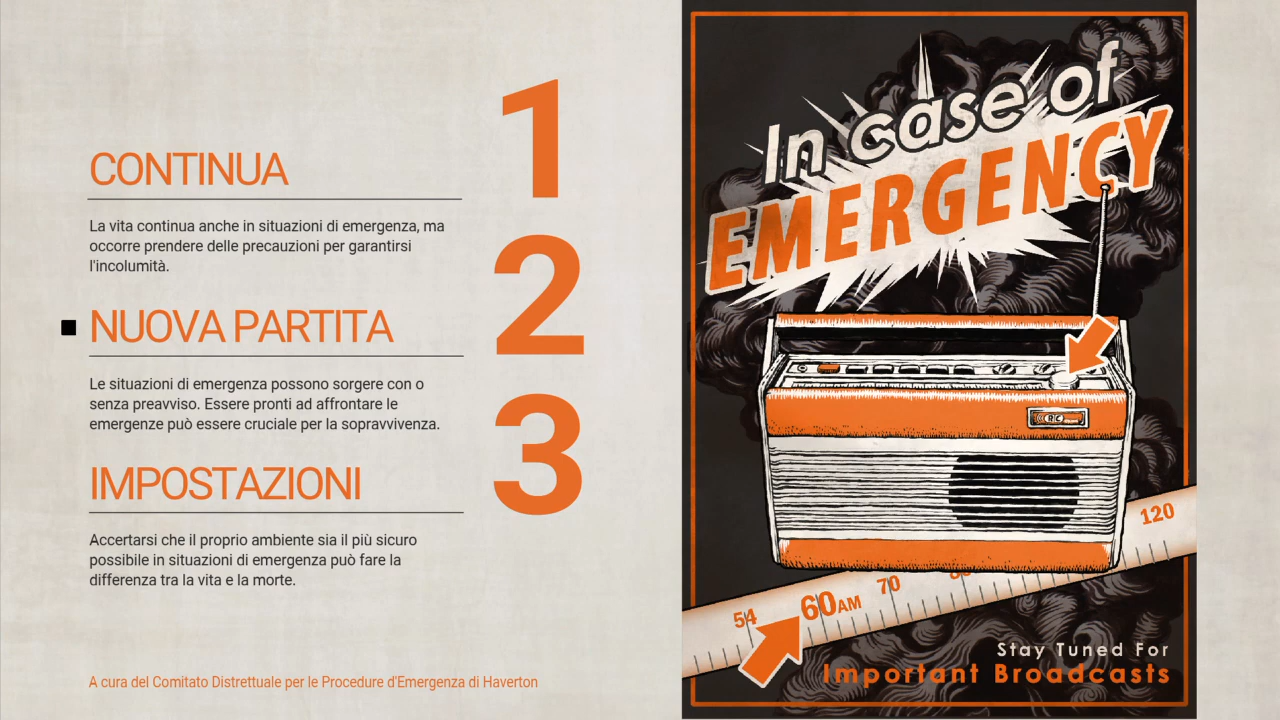 CONTINUA
1
La vita continua anche in situazioni di emergenza, ma
occorre prendere delle precauzioni per garantirsi
l'incolumità.
NUOVA PARTITA
2
Le situazioni di emergenza possono sorgere con o
senza preavviso. Essere pronti ad affrontare le
emergenze può essere cruciale per la sopravvivenza.
IMPOSTAZIONI
3
Accertarsi che il proprio ambiente sia il più sicuro
possibile in situazioni di emergenza può fare la
differenza tra la vita e la morte.
A cura del Comitato Distrettuale per le Procedure d'Emergenza di Haverton
In case of
EMERGENCY
54 60AM 70 120
Stay Tuned For
Important Broadcasts